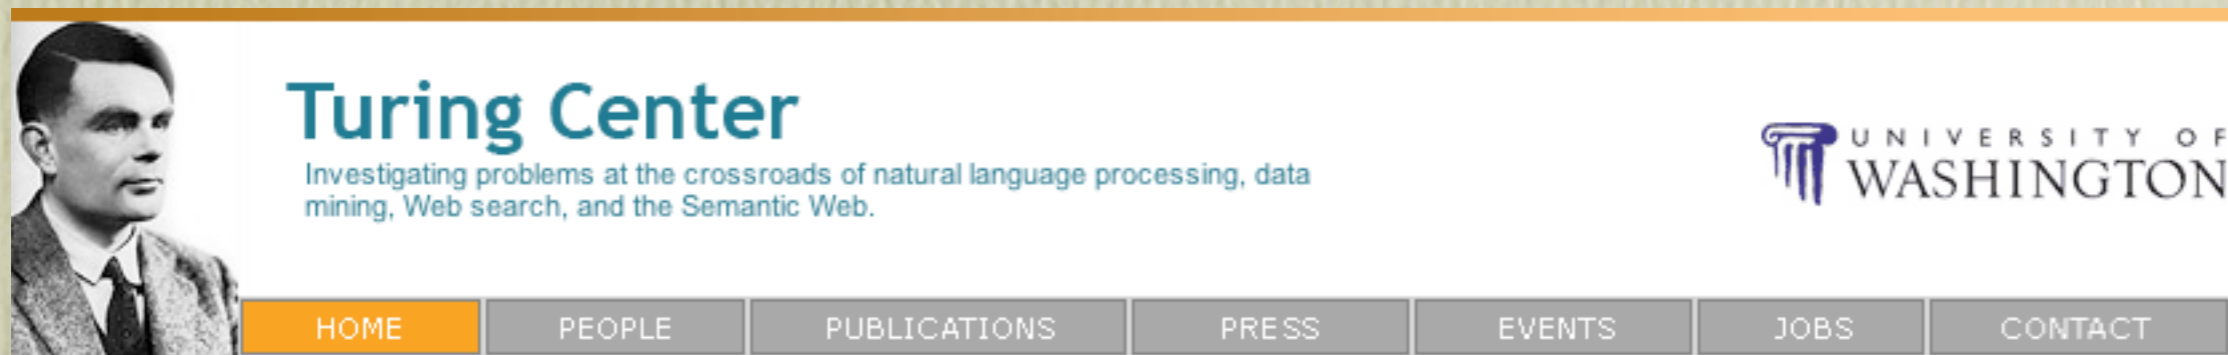 Turing Center
Investigating problems at the crossroads of natural language processing, data
mining, Web search, and the Semantic Web.
UNIVERSITY OF
WASHINGTON
HOME PEOPLE PUBLICATIONS PRESS EVENTS JOBS CONTACT